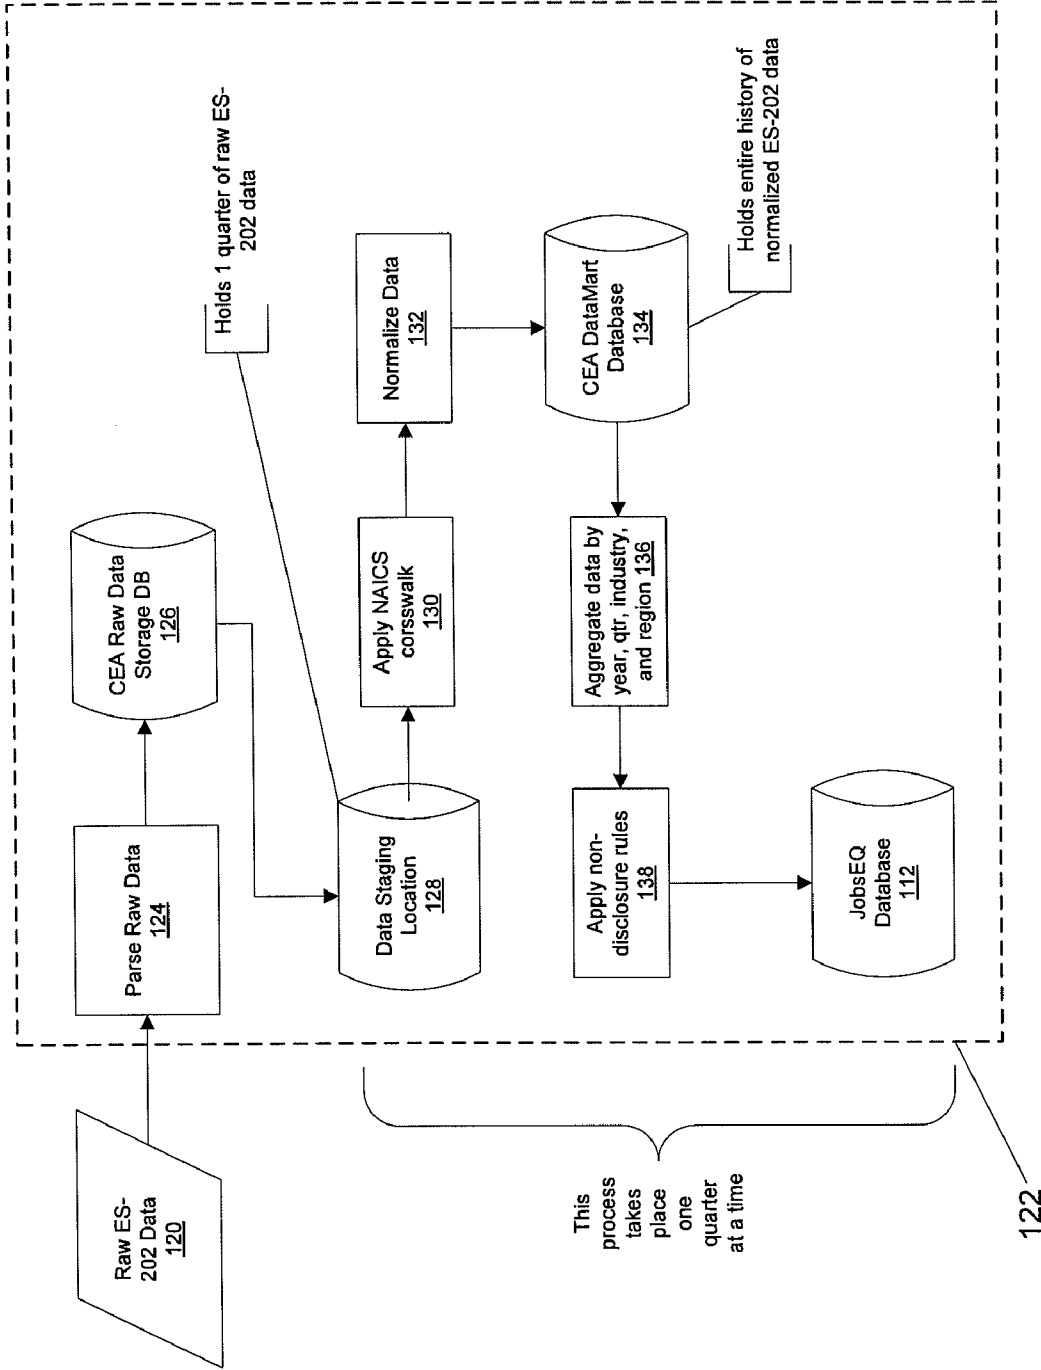 Raw ES-
202 Data
120
Parse Raw Data
124
CEA Raw Data
Storage DB
126
Holds 1 quarter of raw ES-
202 data
Data Staging
Location
128
Apply NAICS
corsswalk
130
Normalize Data
132
CEA DataMart
Database
134
Holds entire history of
normalized ES-202 data
Aggregate data by
year, qtr, industry,
and region 136
Apply non-
disclosure rules
138
JobsEQ
Database
112
This
process
takes
place
one
quarter
at a time
122